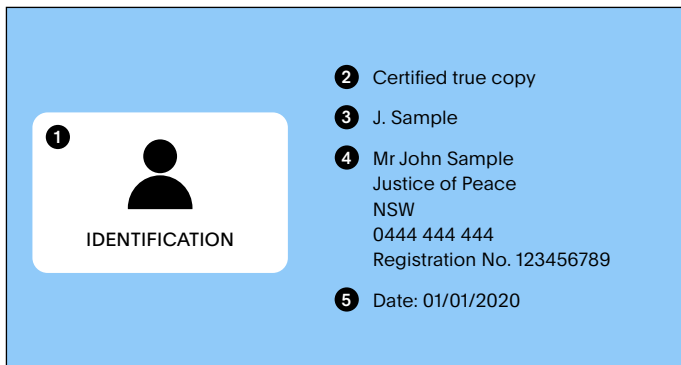 1
IDENTIFICATION
2 Certified true copy
3 J. Sample
4 Mr John Sample
Justice of Peace
NSW
0444 444 444
Registration No. 123456789
5 Date: 01/01/2020